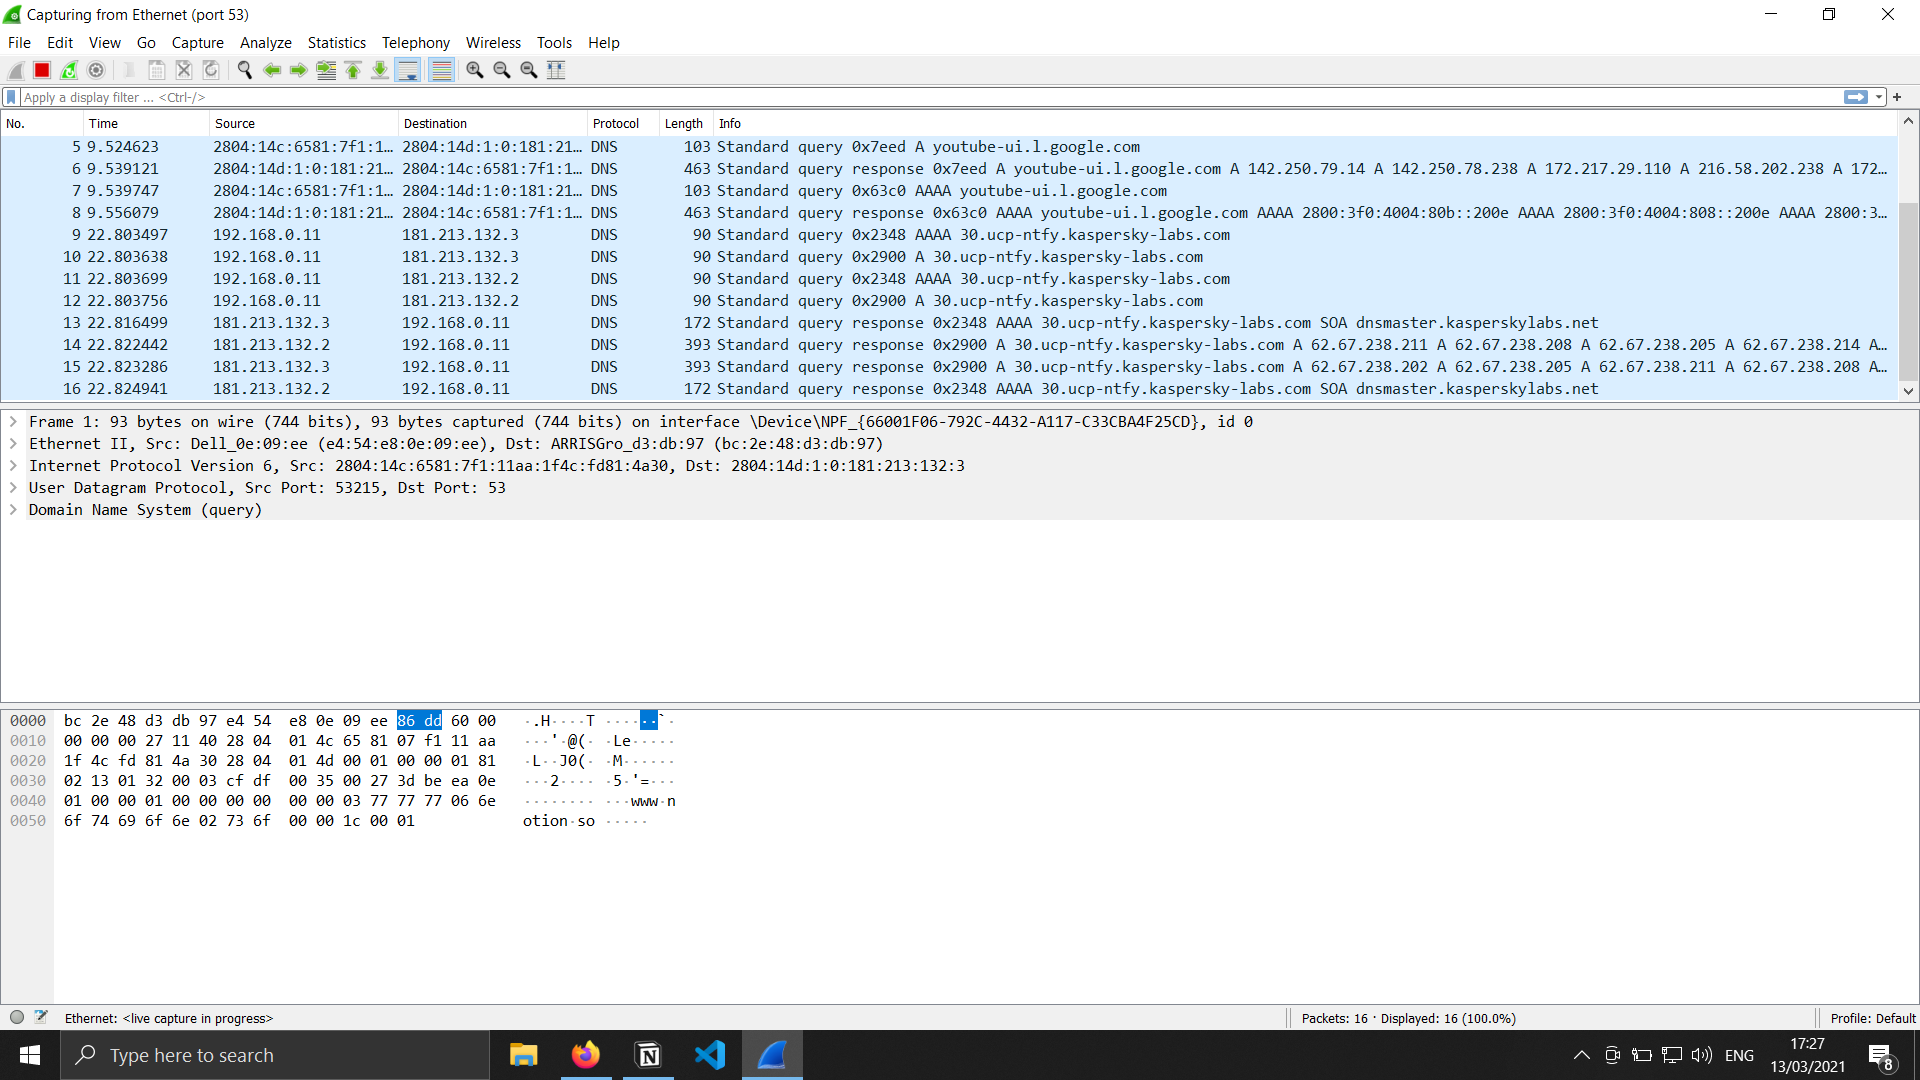 Capturing from Ethernet (port 53)
File Edit View Go Capture Analyze Statistics Telephony Wireless Tools Help
Apply a display filter ... <Ctrl-/>
No. Time Source Destination Protocol Length Info
5 9.524623 2804:14c:6581:7f1:1… 2804:14d:1:0:181:21… DNS 103 Standard query 0x7eed A youtube-ui.l.google.com
6 9.539121 2804:14d:1:0:181:21… 2804:14c:6581:7f1:1… DNS 463 Standard query response 0x7eed A youtube-ui.l.google.com A 142.250.79.14 A 142.250.78.238 A 172.217.29.110 A 216.58.202.238 A 172…
7 9.539747 2804:14c:6581:7f1:1… 2804:14d:1:0:181:21… DNS 103 Standard query 0x63c0 AAAA youtube-ui.l.google.com
8 9.556079 2804:14d:1:0:181:21… 2804:14c:6581:7f1:1… DNS 463 Standard query response 0x63c0 AAAA youtube-ui.l.google.com AAAA 2800:3f0:4004:80b::200e AAAA 2800:3f0:4004:808::200e AAAA 2800:3…
9 22.803497 192.168.0.11 181.213.132.3 DNS 90 Standard query 0x2348 AAAA 30.ucp-ntfy.kaspersky-labs.com
10 22.803638 192.168.0.11 181.213.132.3 DNS 90 Standard query 0x2900 A 30.ucp-ntfy.kaspersky-labs.com
11 22.803699 192.168.0.11 181.213.132.2 DNS 90 Standard query 0x2348 AAAA 30.ucp-ntfy.kaspersky-labs.com
12 22.803756 192.168.0.11 181.213.132.2 DNS 90 Standard query 0x2900 A 30.ucp-ntfy.kaspersky-labs.com
13 22.816499 181.213.132.3 192.168.0.11 DNS 172 Standard query response 0x2348 AAAA 30.ucp-ntfy.kaspersky-labs.com SOA dnsmaster.kasperskylabs.net
14 22.822442 181.213.132.2 192.168.0.11 DNS 393 Standard query response 0x2900 A 30.ucp-ntfy.kaspersky-labs.com A 62.67.238.211 A 62.67.238.208 A 62.67.238.205 A 62.67.238.214 A…
15 22.823286 181.213.132.3 192.168.0.11 DNS 393 Standard query response 0x2900 A 30.ucp-ntfy.kaspersky-labs.com A 62.67.238.202 A 62.67.238.205 A 62.67.238.211 A 62.67.238.208 A…
16 22.824941 181.213.132.2 192.168.0.11 DNS 172 Standard query response 0x2348 AAAA 30.ucp-ntfy.kaspersky-labs.com SOA dnsmaster.kasperskylabs.net
Frame 1: 93 bytes on wire (744 bits), 93 bytes captured (744 bits) on interface \Device\NPF_{66001F06-792C-4432-A117-C33CBA4F25CD}, id 0
Ethernet II, Src: Dell_0e:09:ee (e4:54:e8:0e:09:ee), Dst: ARRISGro_d3:db:97 (bc:2e:48:d3:db:97)
Internet Protocol Version 6, Src: 2804:14c:6581:7f1:11aa:1f4c:fd81:4a30, Dst: 2804:14d:1:0:181:213:132:3
User Datagram Protocol, Src Port: 53215, Dst Port: 53
Domain Name System (query)
0000 bc 2e 48 d3 db 97 e4 54 e8 0e 09 ee 86 dd 60 00 ·.H····T ······`·
0010 00 00 00 27 11 40 28 04 01 4c 65 81 07 f1 11 aa ···'·@(· ·Le·····
0020 1f 4c fd 81 4a 30 28 04 01 4d 00 01 00 00 01 81 ·L··J0(· ·M······
0030 02 13 01 32 00 03 cf df 00 35 00 27 3d be ea 0e ···2···· ·5·'=···
0040 01 00 00 01 00 00 00 00 00 00 03 77 77 77 06 6e ········ ···www·n
0050 6f 74 69 6f 6e 02 73 6f 00 00 1c 00 01 otion·so ·····
Ethernet: <live capture in progress> Packets: 16 · Displayed: 16 (100.0%) Profile: Default
Type here to search N ENG 17:27
13/03/2021 8